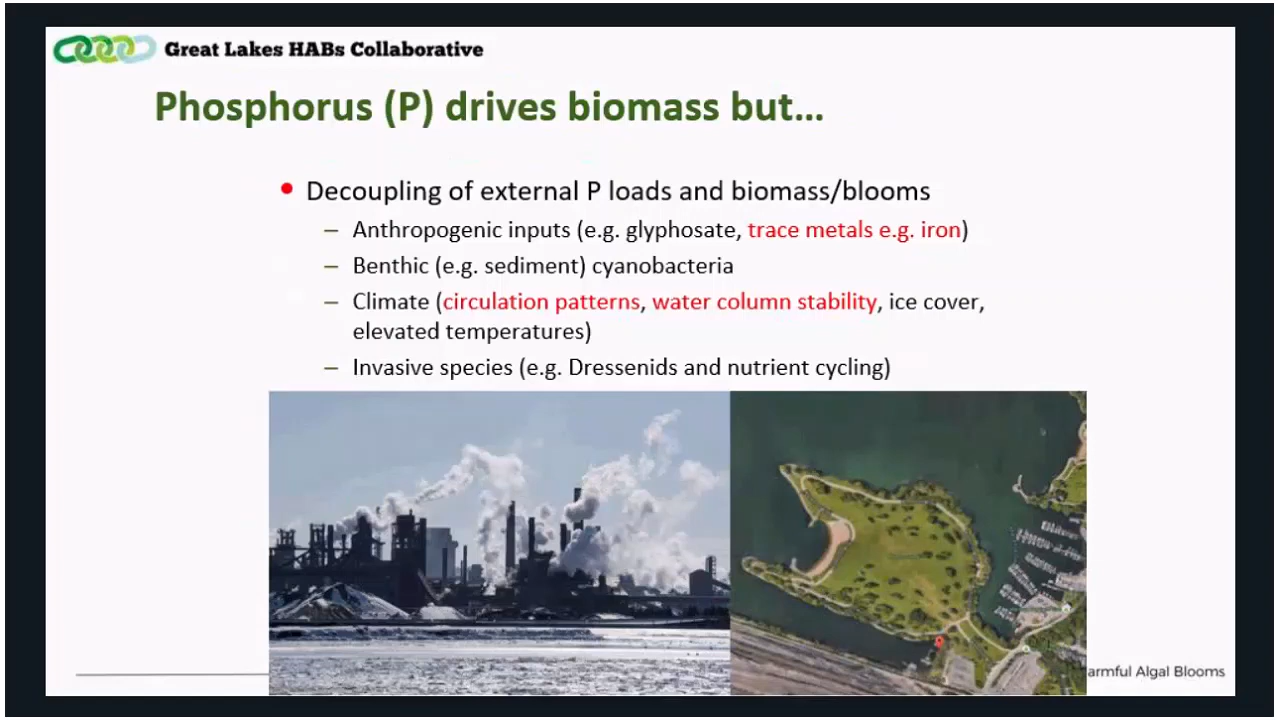 Great Lakes HABs Collaborative
Phosphorus (P) drives biomass but...
• Decoupling of external P loads and biomass/blooms
– Anthropogenic inputs (e.g. glyphosate, trace metals e.g. iron)
– Benthic (e.g. sediment) cyanobacteria
– Climate (circulation patterns, water column stability, ice cover,
elevated temperatures)
– Invasive species (e.g. Dressenids and nutrient cycling)
armful Algal Blooms